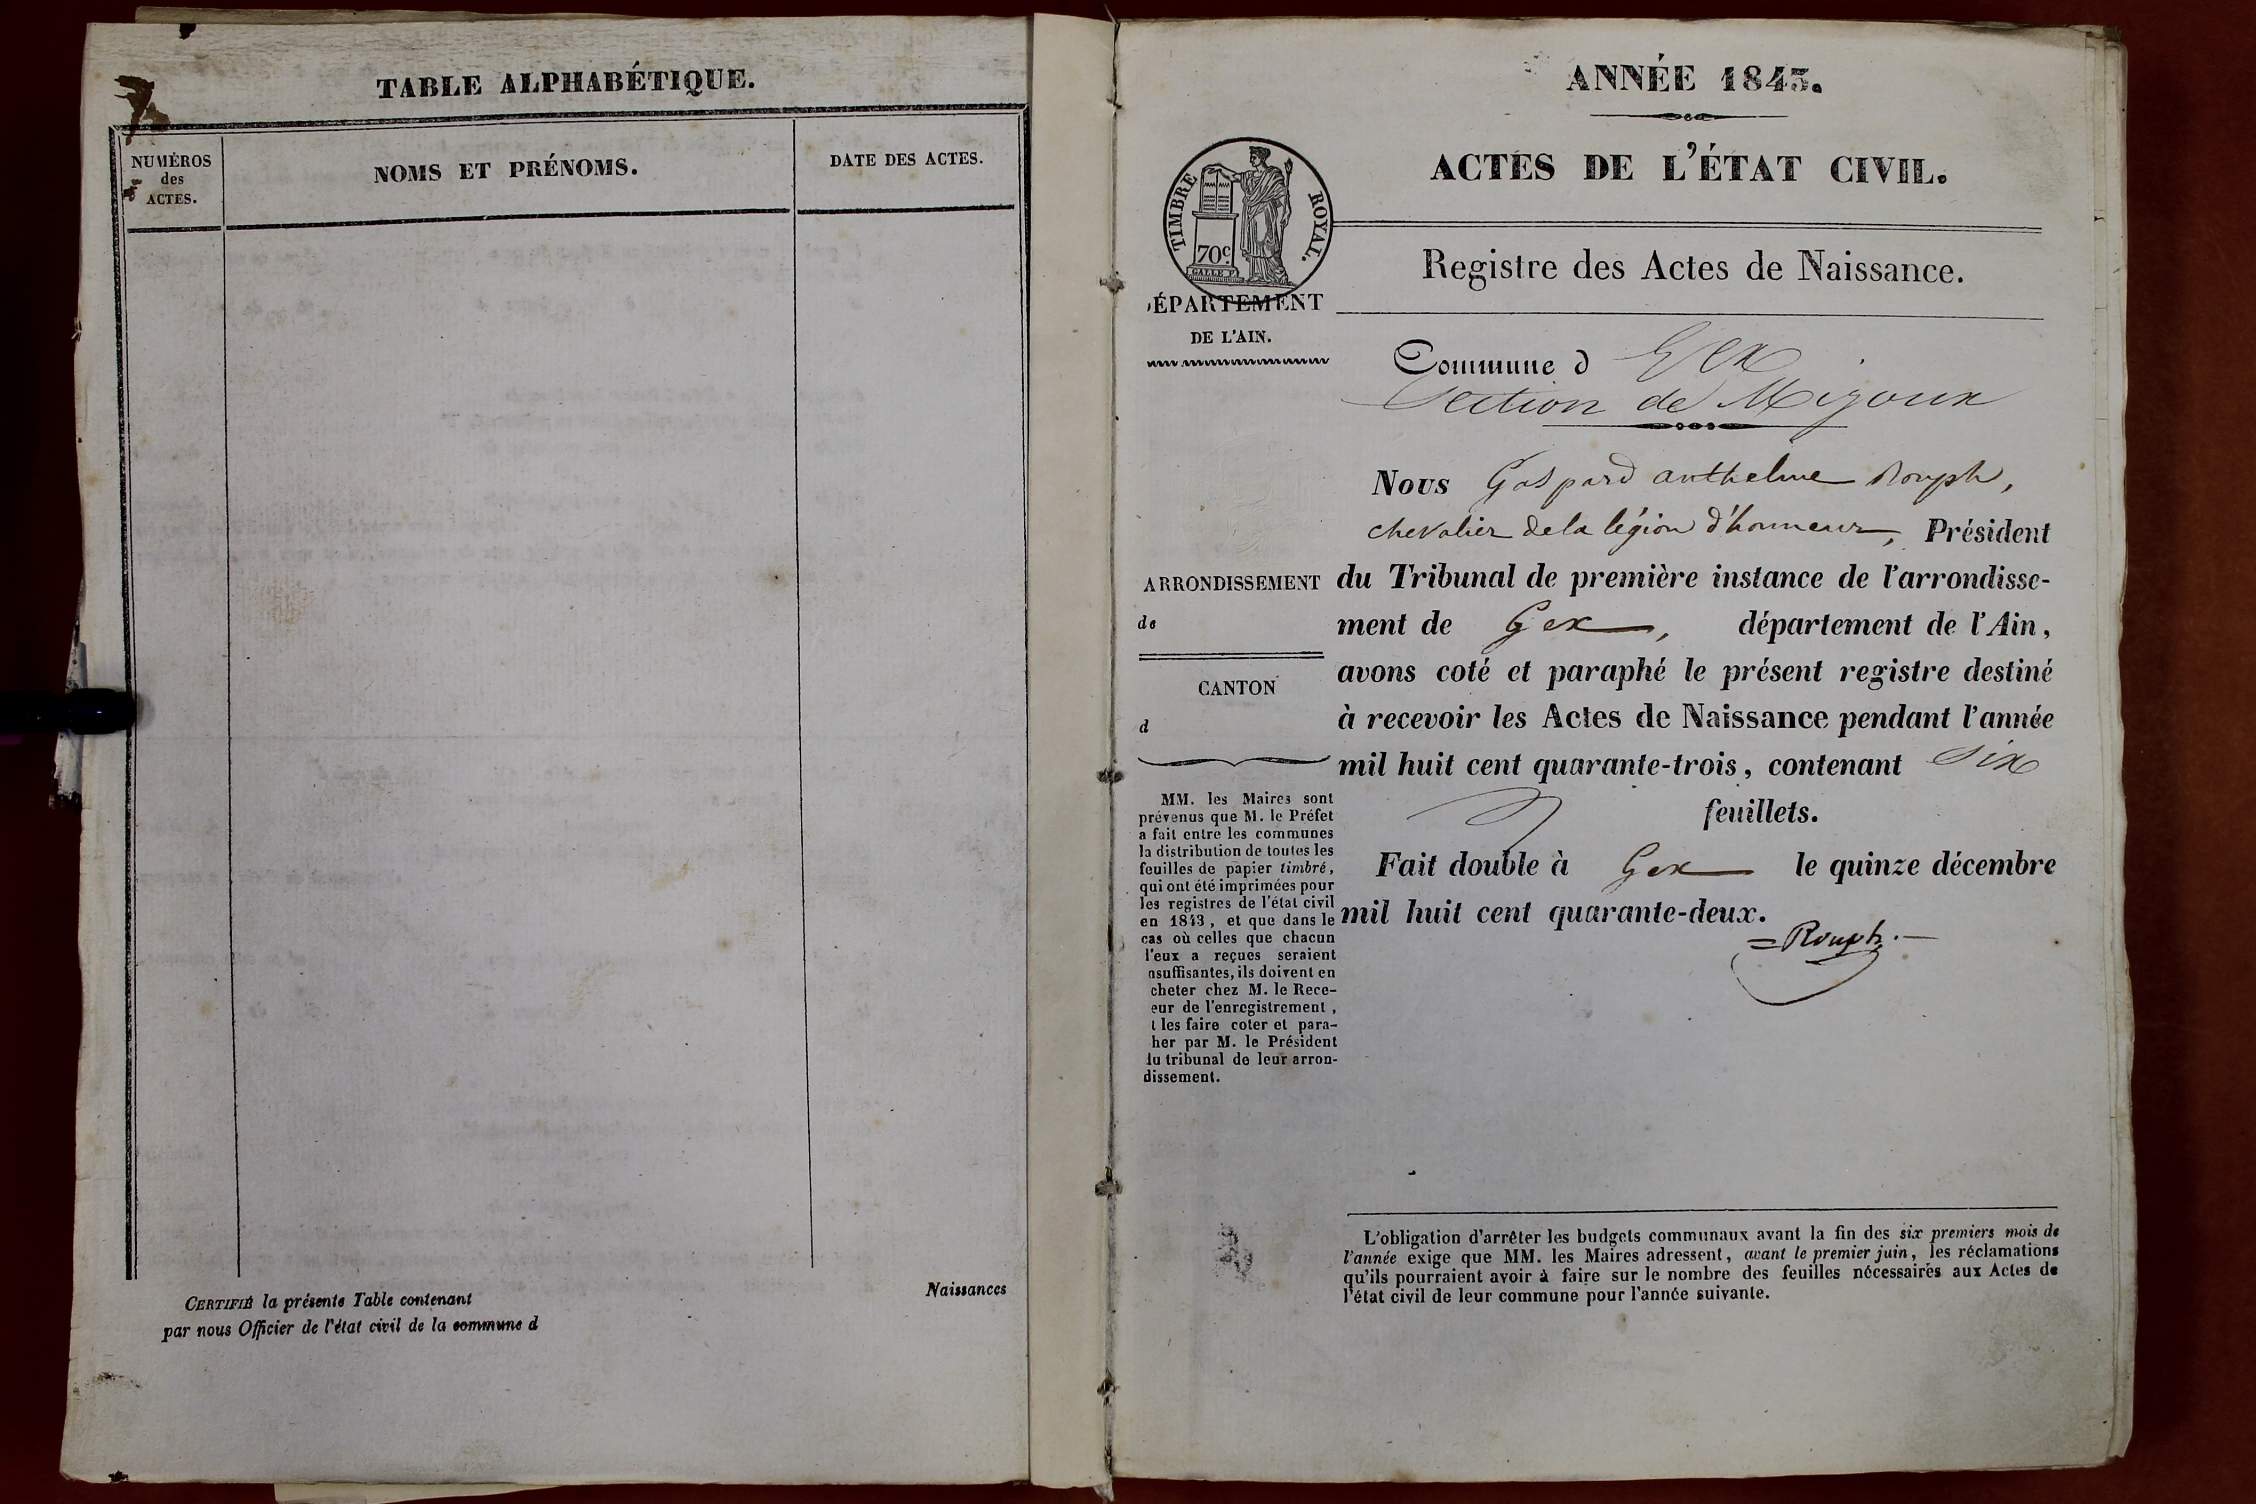 TABLE ALPHABÉTIQUE.
NUMÉROS
des
ACTES.
NOMS ET PRÉNOMS.
DATE DES ACTES.
CERTIFIÉ la présente Table contenant
Naissances
par nous Officier de l'état civil de la commune d
ANNÉE 1843.
ACTES DE L'ÉTAT CIVIL.
TIMBRE ROYAL.
70c.
Registre des Actes de Naissance.
ÉPARTEMENT
DE L'AIN.
Commune d Gex
Section de Mijoux
Nous Gaspard anthelme Rouph,
chevalier de la légion d'honneur, Président
du Tribunal de première instance de l'arrondisse-
ment de Gex, département de l'Ain,
avons coté et paraphé le présent registre destiné
à recevoir les Actes de Naissance pendant l'année
mil huit cent quarante-trois, contenant six
feuillets.
Fait double à Gex le quinze décembre
mil huit cent quarante-deux.
Rouph
ARRONDISSEMENT
de
CANTON
d
MM. les Maires sont
prévenus que M. le Préfet
a fait entre les communes
la distribution de toutes les
feuilles de papier timbré,
qui ont été imprimées pour
les registres de l'état civil
en 1843, et que dans le
cas où celles que chacun
l'eux a reçues seraient
nsuffisantes, ils doivent en
cheter chez M. le Rece-
eur de l'enregistrement,
t les faire coter et para-
her par M. le Président
du tribunal de leur arron-
dissement.
L'obligation d'arrêter les budgets communaux avant la fin des six premiers mois de
l'année exige que MM. les Maires adressent, avant le premier juin, les réclamations
qu'ils pourraient avoir à faire sur le nombre des feuilles nécessaires aux Actes de
l'état civil de leur commune pour l'année suivante.